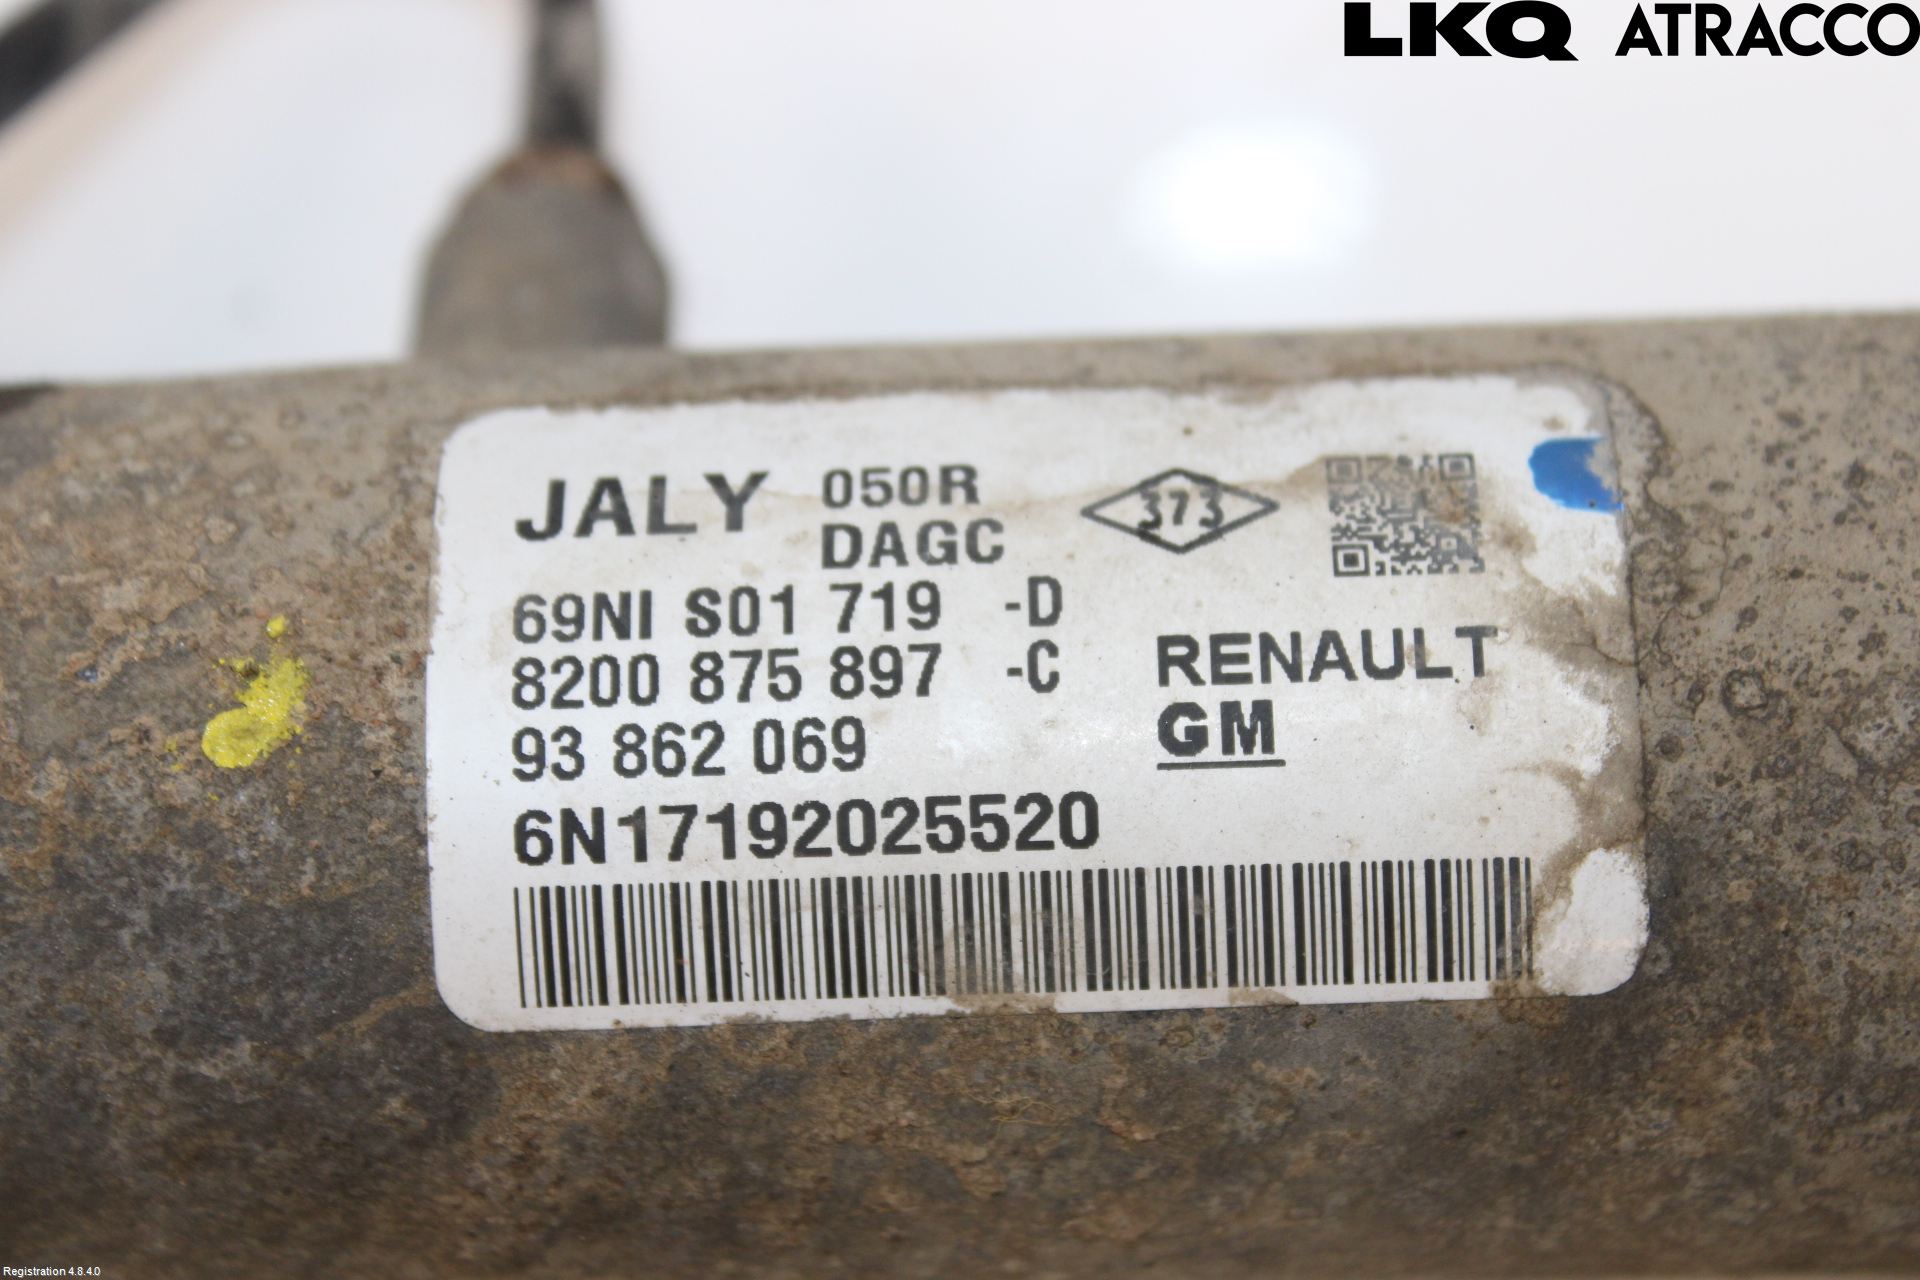 LKQ ATRACCO
JALY 050R
DAGC
373
69NI S01 719 -D
8200 875 897 -C
RENAULT
93 862 069
GM
6N17192025520
Registration 4.8.4.0